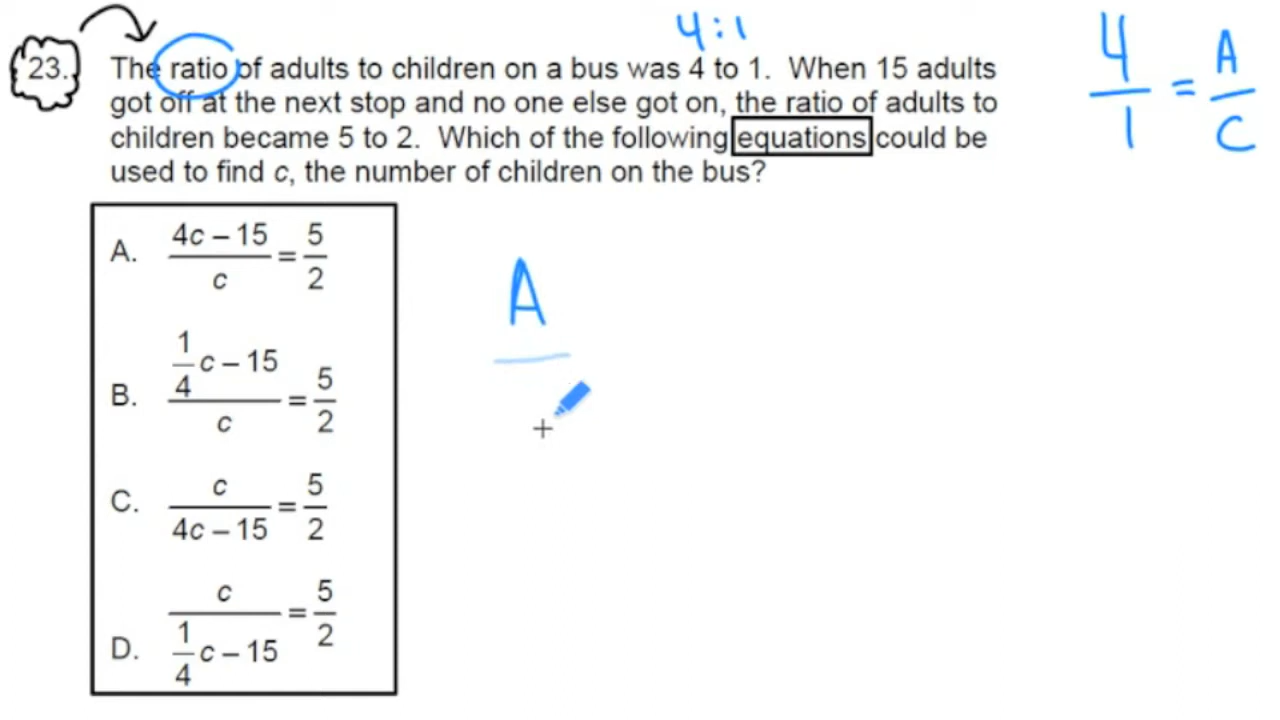 4:1
23. The ratio of adults to children on a bus was 4 to 1. When 15 adults
got off at the next stop and no one else got on, the ratio of adults to
children became 5 to 2. Which of the following equations could be
used to find c, the number of children on the bus?
4/1 = A/C
A. (4c – 15)/c = 5/2
B. (1/4 c – 15)/c = 5/2
C. c/(4c – 15) = 5/2
D. c/(1/4 c – 15) = 5/2
A